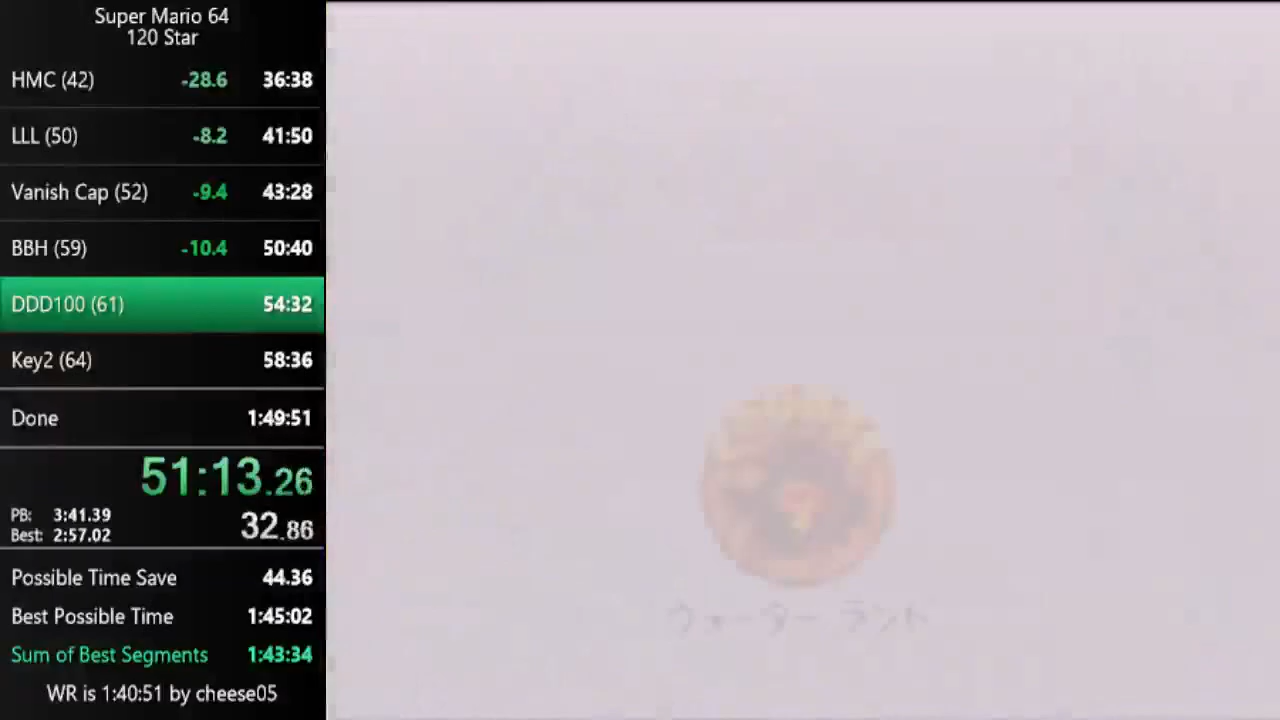 Super Mario 64
120 Star
HMC (42) -28.6 36:38
LLL (50) -8.2 41:50
Vanish Cap (52) -9.4 43:28
BBH (59) -10.4 50:40
DDD100 (61) 54:32
Key2 (64) 58:36
Done 1:49:51
51:13.26
PB: 3:41.39
Best: 2:57.02
32.86
Possible Time Save 44.36
Best Possible Time 1:45:02
Sum of Best Segments 1:43:34
WR is 1:40:51 by cheese05
ウォーター ランド